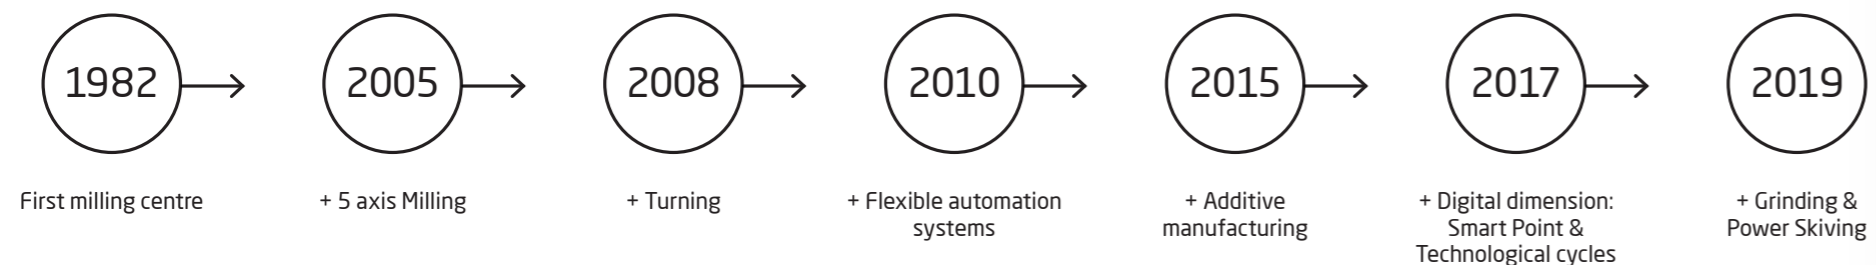 1982
2005
2008
2010
2015
2017
2019
First milling centre
+ 5 axis Milling
+ Turning
+ Flexible automation
systems
+ Additive
manufacturing
+ Digital dimension:
Smart Point &
Technological cycles
+ Grinding &
Power Skiving